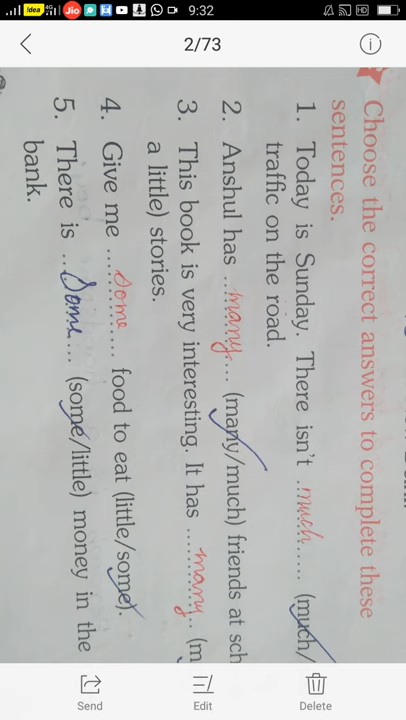 9:32
2/73
Choose the correct answers to complete these
sentences.
1. Today is Sunday. There isn't ...much...... (much/
traffic on the road.
2. Anshul has ...many... (many/much) friends at sch
3. This book is very interesting. It has .........many.. (m
a little) stories.
4. Give me ....some.... food to eat (little/some).
5. There is ..Some... (some/little) money in the
bank.
Send
Edit
Delete